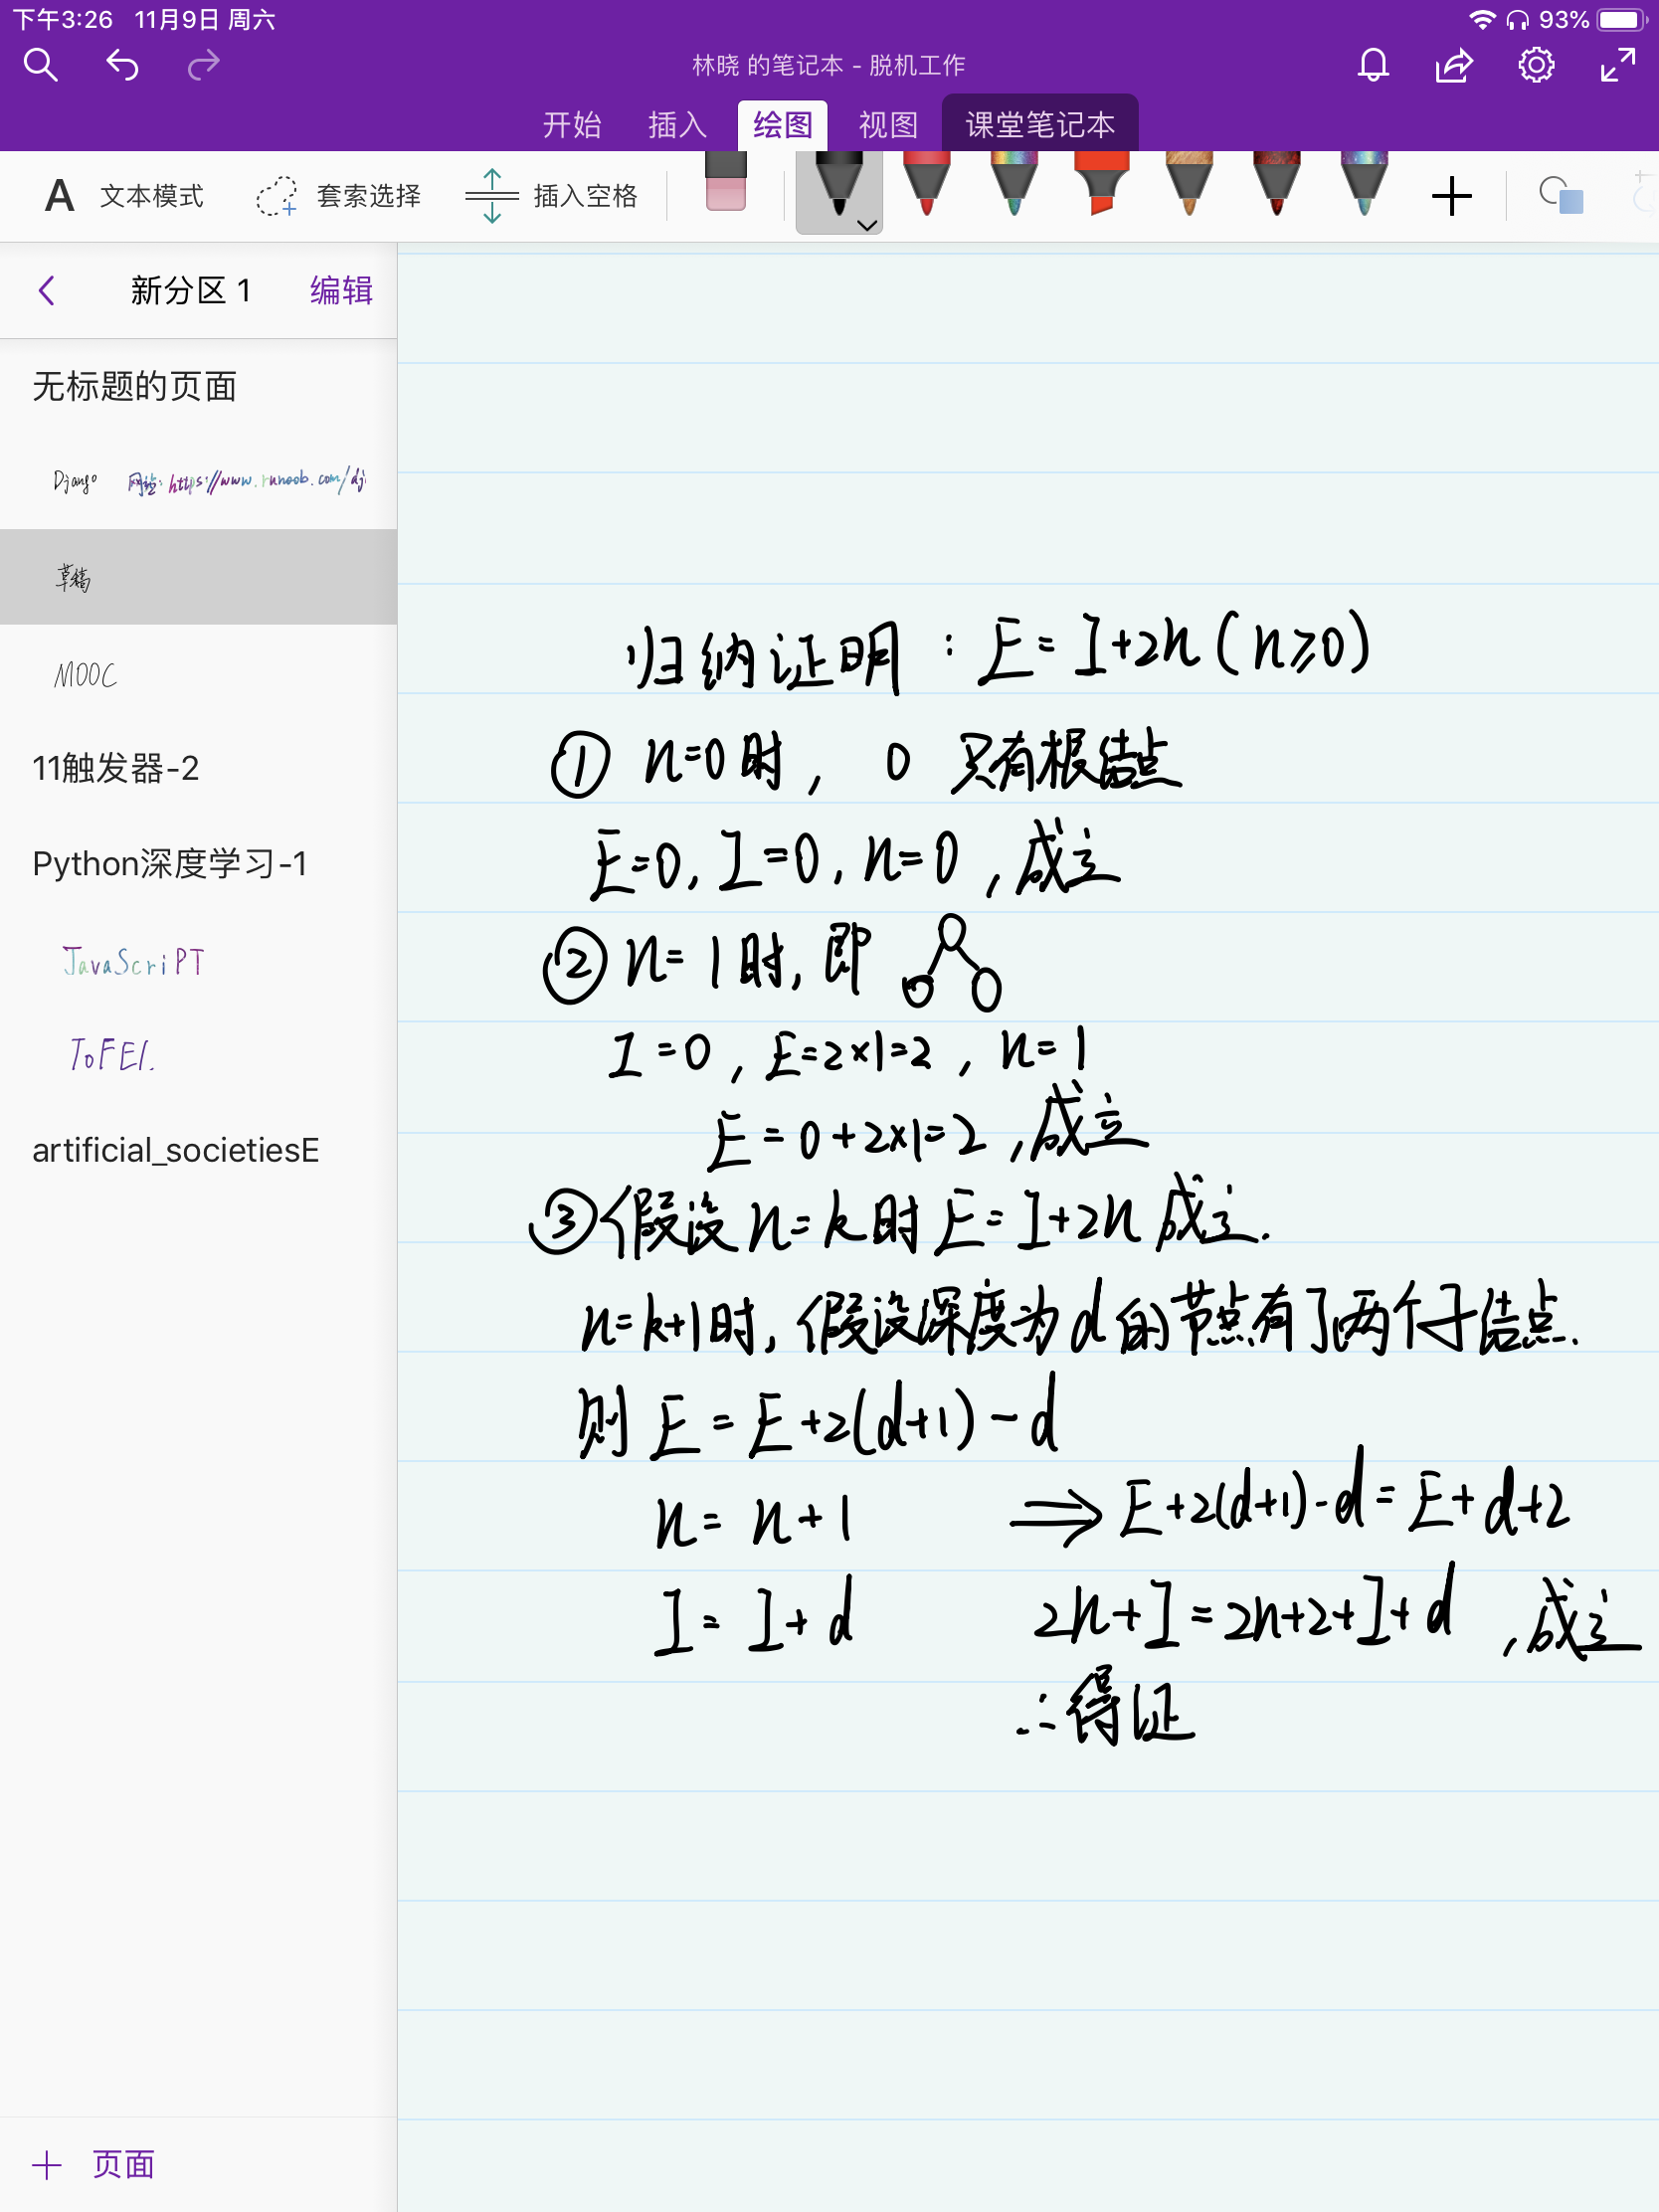 下午3:26 11月9日 周六 93%
林晓 的笔记本 - 脱机工作
开始 插入 绘图 视图 课堂笔记本
A 文本模式 套索选择 插入空格
新分区 1 编辑
无标题的页面
Django 网址: https://www.runoob.com/dj
草稿
MOOC
11触发器-2
Python深度学习-1
JavaScriPT
ToFEL
artificial_societiesE
页面
归纳证明:E=I+2n(n≥0)
① n=0时, 0 只有根结点
E=0,I=0,n=0,成立
② n=1时,即
I=0,E=2×1=2,n=1
E=0+2×1=2,成立
③假设n=k时E=I+2n成立.
n=k+1时,假设深度为d的节点有了两个子结点.
则 E=E+2(d+1)-d
n=n+1 ⇒E+2(d+1)-d=E+d+2
I=I+d 2n+I=2n+2+I+d,成立
∴得证